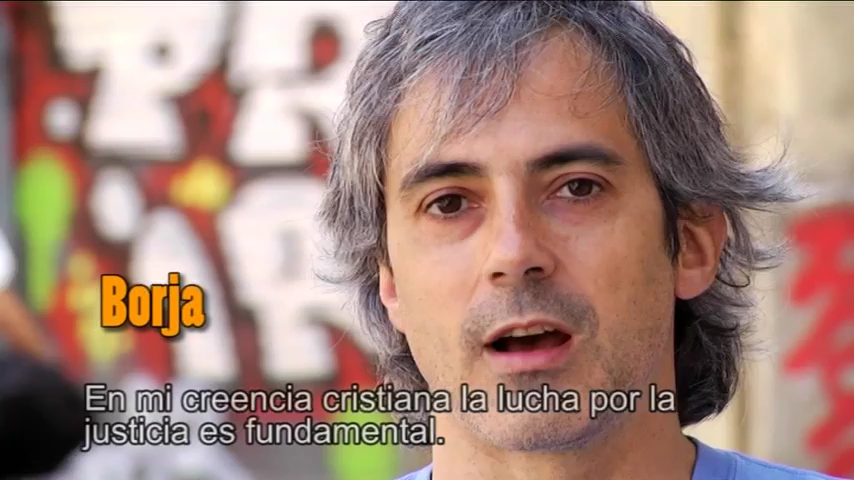 Borja
En mi creencia cristiana la lucha por la
justicia es fundamental.